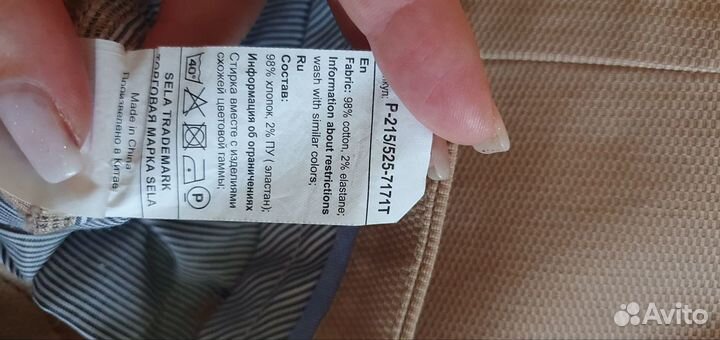 Р-215/525-7171T
En
Fabric: 98% cotton, 2% elastane;
Information about restrictions
wash with similar colors;
Ru
Состав:
98% хлопок, 2% ПУ ( эластан);
Информация об ограничениях
Стирка вместе с изделиями
схожей цветовой гаммы;
40°
P
SELA TRADEMARK
ТОРГОВАЯ МАРКА SELA
Made in China
Произведено в Китае
Avito